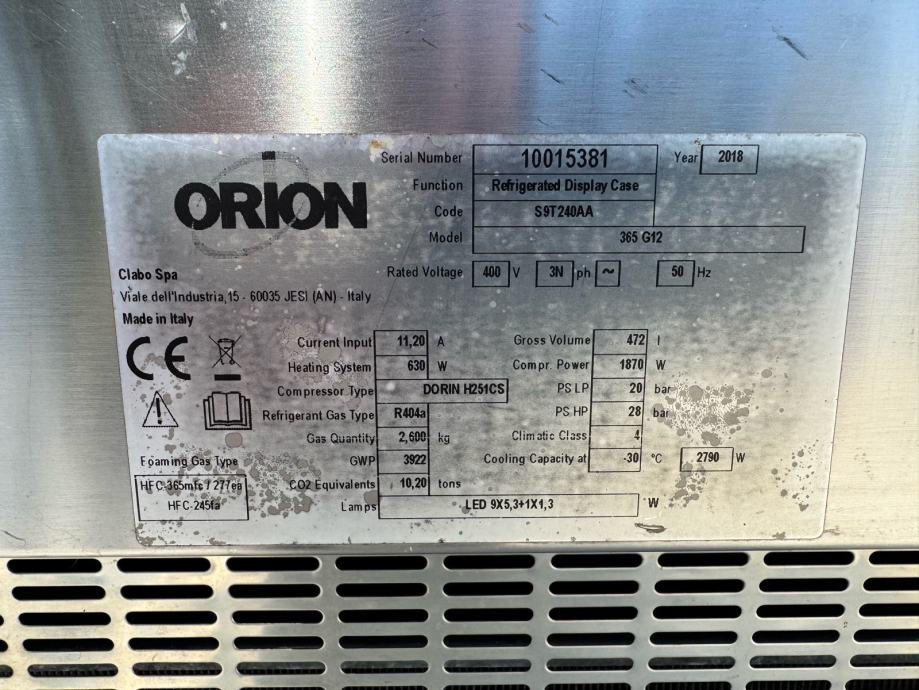 ORION
Serial Number 10015381 Year 2018
Function Refrigerated Display Case
Code S9T240AA
Model 365 G12
Rated Voltage 400 V 3N ph ~ 50 Hz
Clabo Spa
Viale dell'Industria,15 - 60035 JESI (AN) - Italy
Made in Italy
CE
Current Input 11,20 A
Heating System 630 W
Compressor Type DORIN H251CS
Refrigerant Gas Type R404a
Gas Quantity 2,600 kg
GWP 3922
CO2 Equivalents 10,20 tons
Lamps LED 9X5,3+1X1,3 W
Gross Volume 472 l
Compr. Power 1870 W
PS LP 20 bar
PS HP 28 bar
Climatic Class 4
Cooling Capacity at -30 °C 2790 W
Foaming Gas Type
HFC-365mfc / 277ea
HFC-245fa